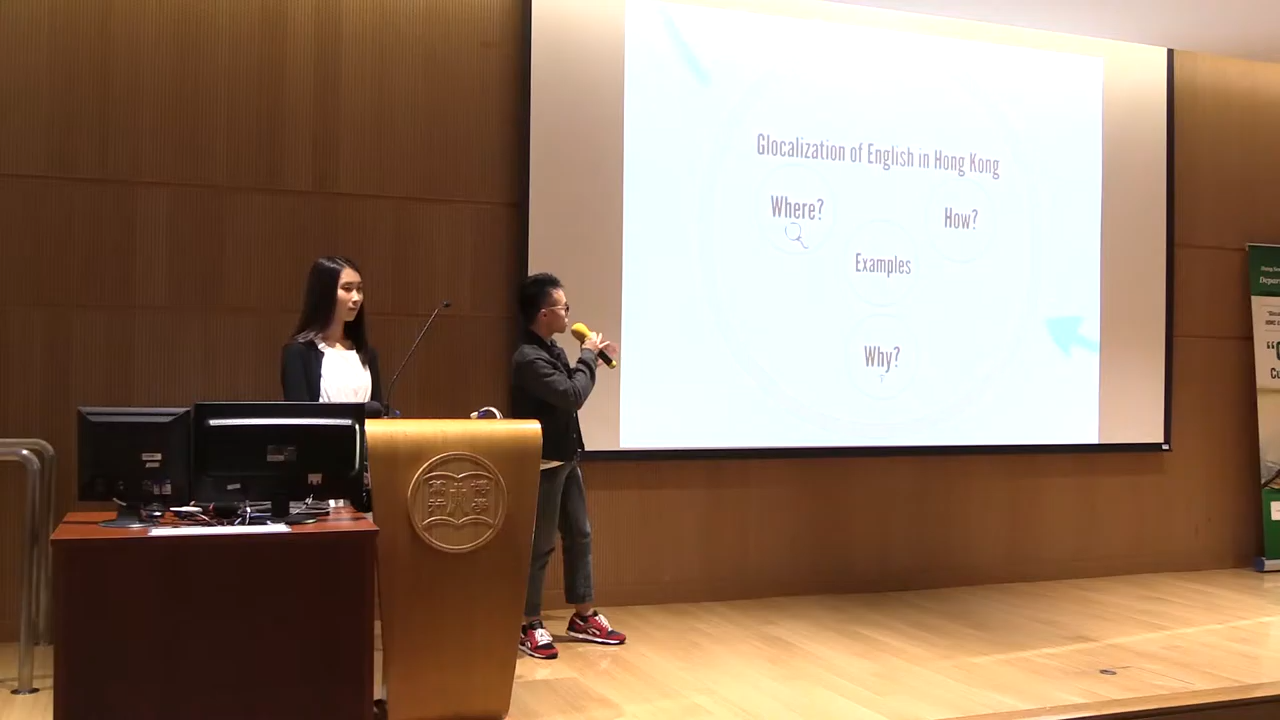 Glocalization of English in Hong Kong
Where?
How?
Examples
Why?